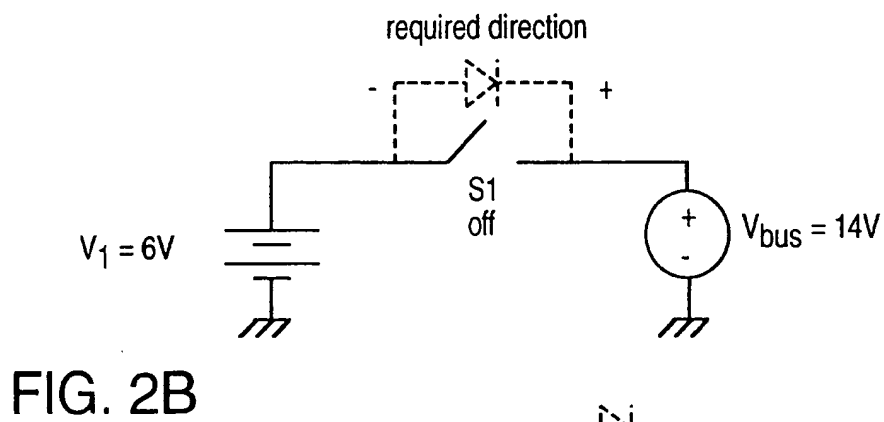 required direction
- +
S1
off
V1 = 6V
+
-
Vbus = 14V
FIG. 2B